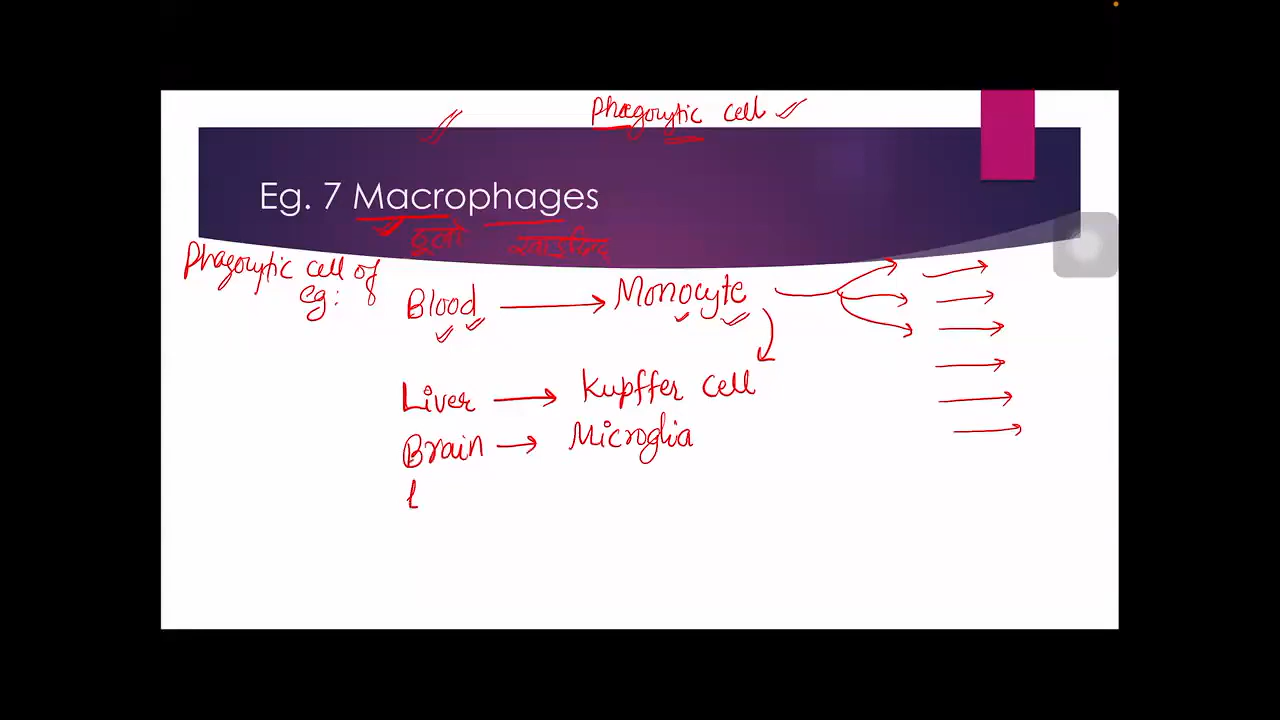 Phagocytic cell
Eg. 7 Macrophages
ठूलो
Phagocytic cell of
eg:
Blood → Monocyte
Liver → Kupffer cell
Brain → Microglia
l